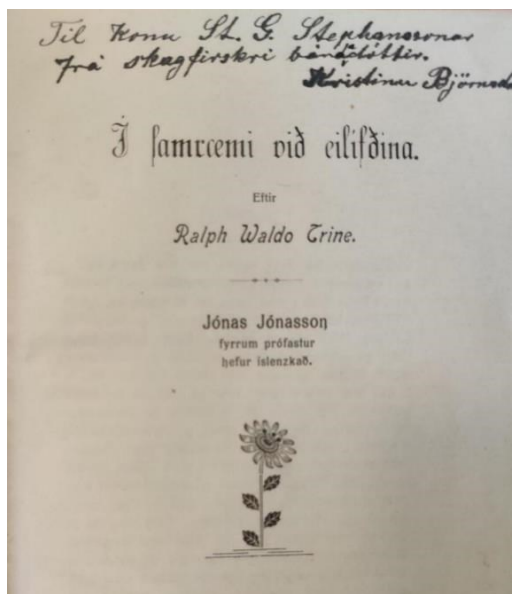 Til konu St. G. Stephanssonar
frá skagfirskri bóndadóttir.
Kristínu Björnsd
Í samræmi við eilífðina.
Eftir
Ralph Waldo Trine.
Jónas Jónasson
fyrrum prófastur
hefur íslenzkað.